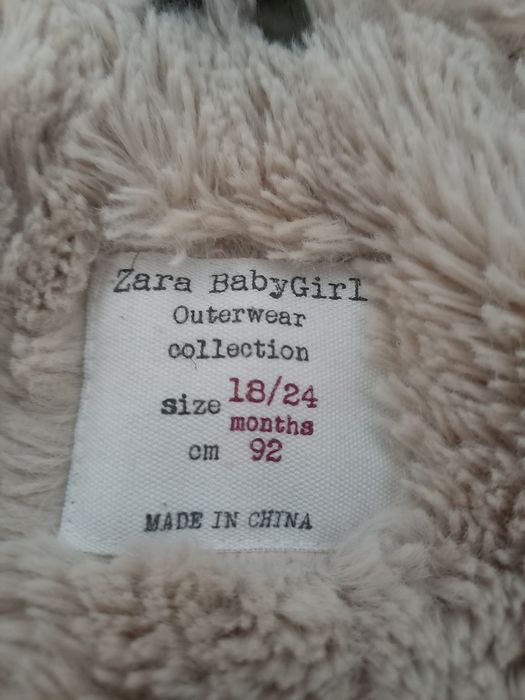 Zara BabyGirl
Outerwear
collection
size 18/24
months
cm 92
MADE IN CHINA